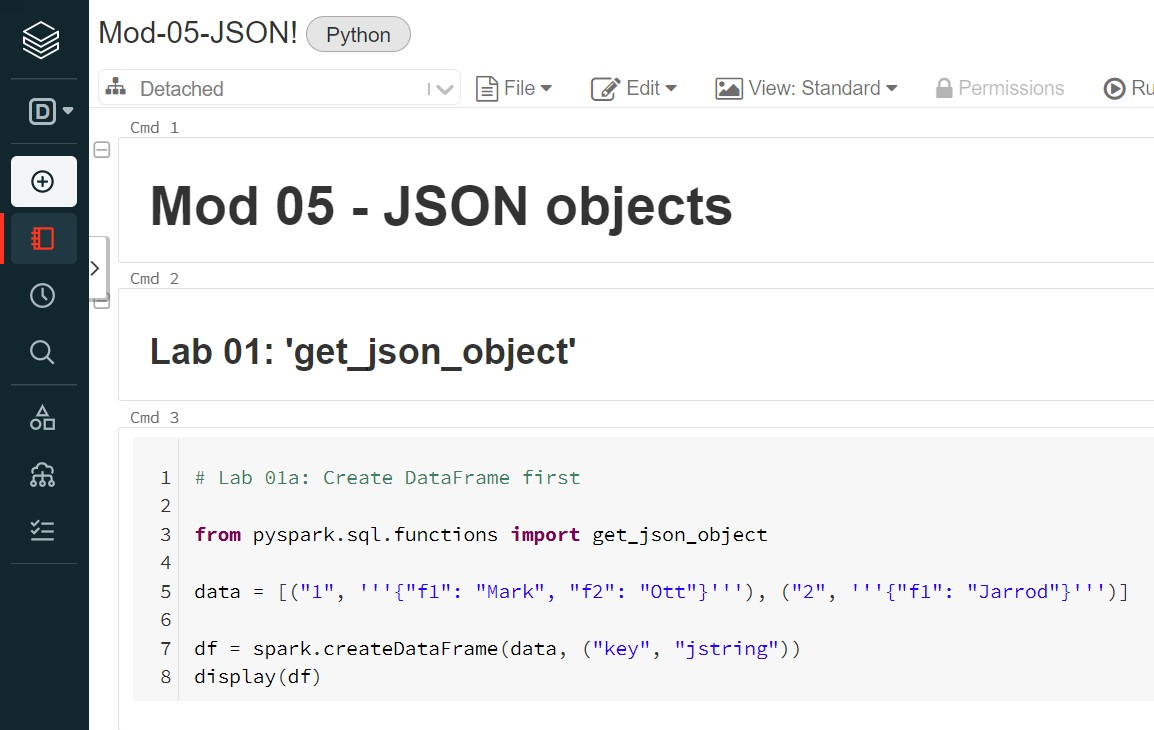 Mod-05-JSON! Python
Detached File Edit View: Standard Permissions
D
Cmd 1
Mod 05 - JSON objects
Cmd 2
Lab 01: 'get_json_object'
Cmd 3
1 # Lab 01a: Create DataFrame first
2
3 from pyspark.sql.functions import get_json_object
4
5 data = [("1", '''{"f1": "Mark", "f2": "Ott"}'''), ("2", '''{"f1": "Jarrod"}''')]
6
7 df = spark.createDataFrame(data, ("key", "jstring"))
8 display(df)